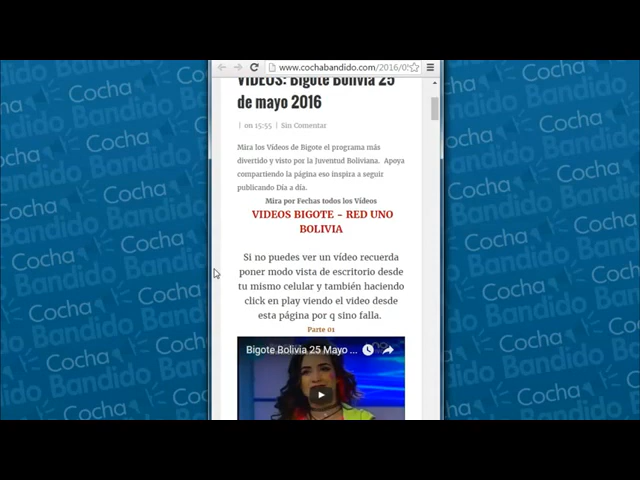 www.cochabandido.com/2016/0
VIDEOS: Bigote Bolivia 25
de mayo 2016
| on 15:55 | Sin Comentar
Mira los Vídeos de Bigote el programa más
divertido y visto por la Juventud Boliviana. Apoya
compartiendo la página eso inspira a seguir
publicando Día a día.
Mira por Fechas todos los Vídeos
VIDEOS BIGOTE - RED UNO
BOLIVIA
Si no puedes ver un vídeo recuerda
poner modo vista de escritorio desde
tu mismo celular y también haciendo
click en play viendo el video desde
esta página por q sino falla.
Parte 01
Bigote Bolivia 25 Mayo ...
Cocha
Bandido